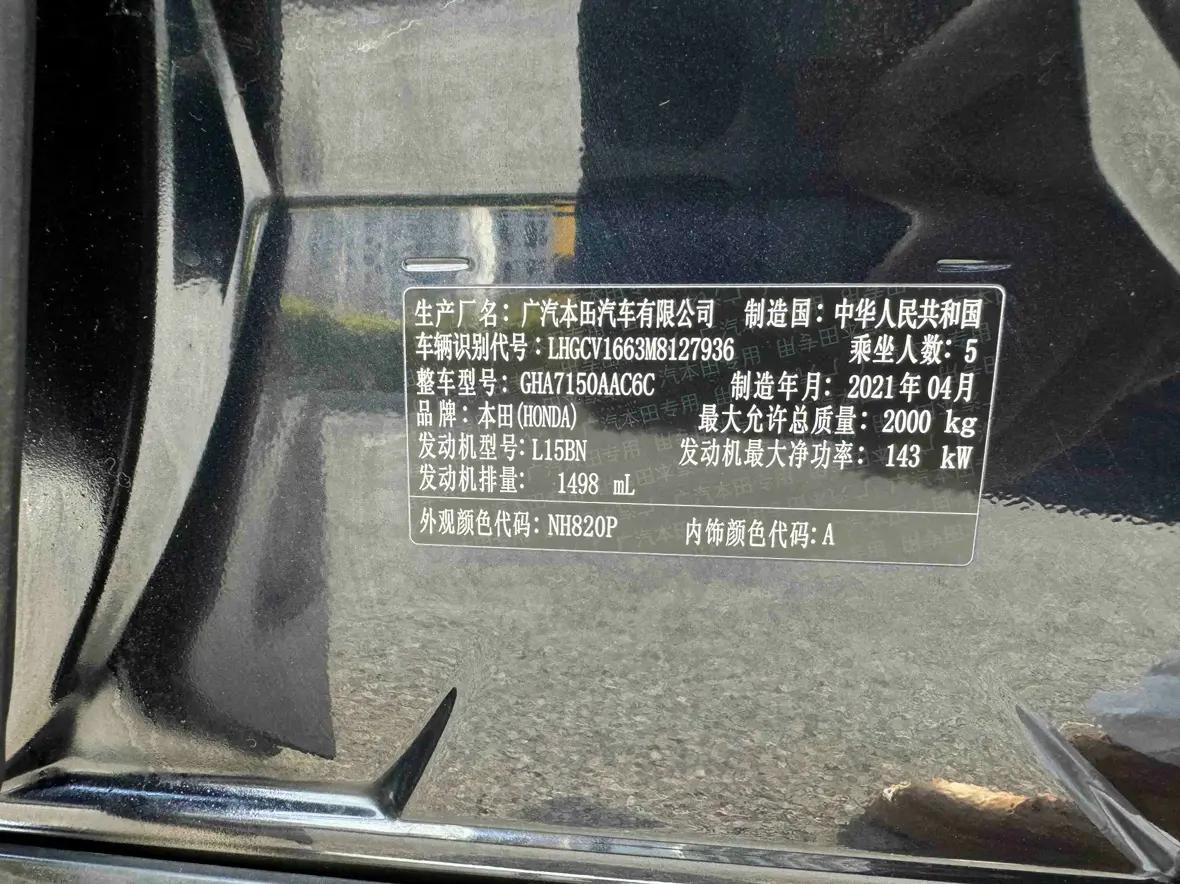 生产厂名：广汽本田汽车有限公司 制造国：中华人民共和国
车辆识别代号：LHGCV1663M8127936 乘坐人数：5
整车型号：GHA7150AAC6C 制造年月：2021年04月
品牌：本田(HONDA) 最大允许总质量：2000 kg
发动机型号：L15BN 发动机最大净功率：143 kW
发动机排量： 1498 mL
外观颜色代码：NH820P 内饰颜色代码：A